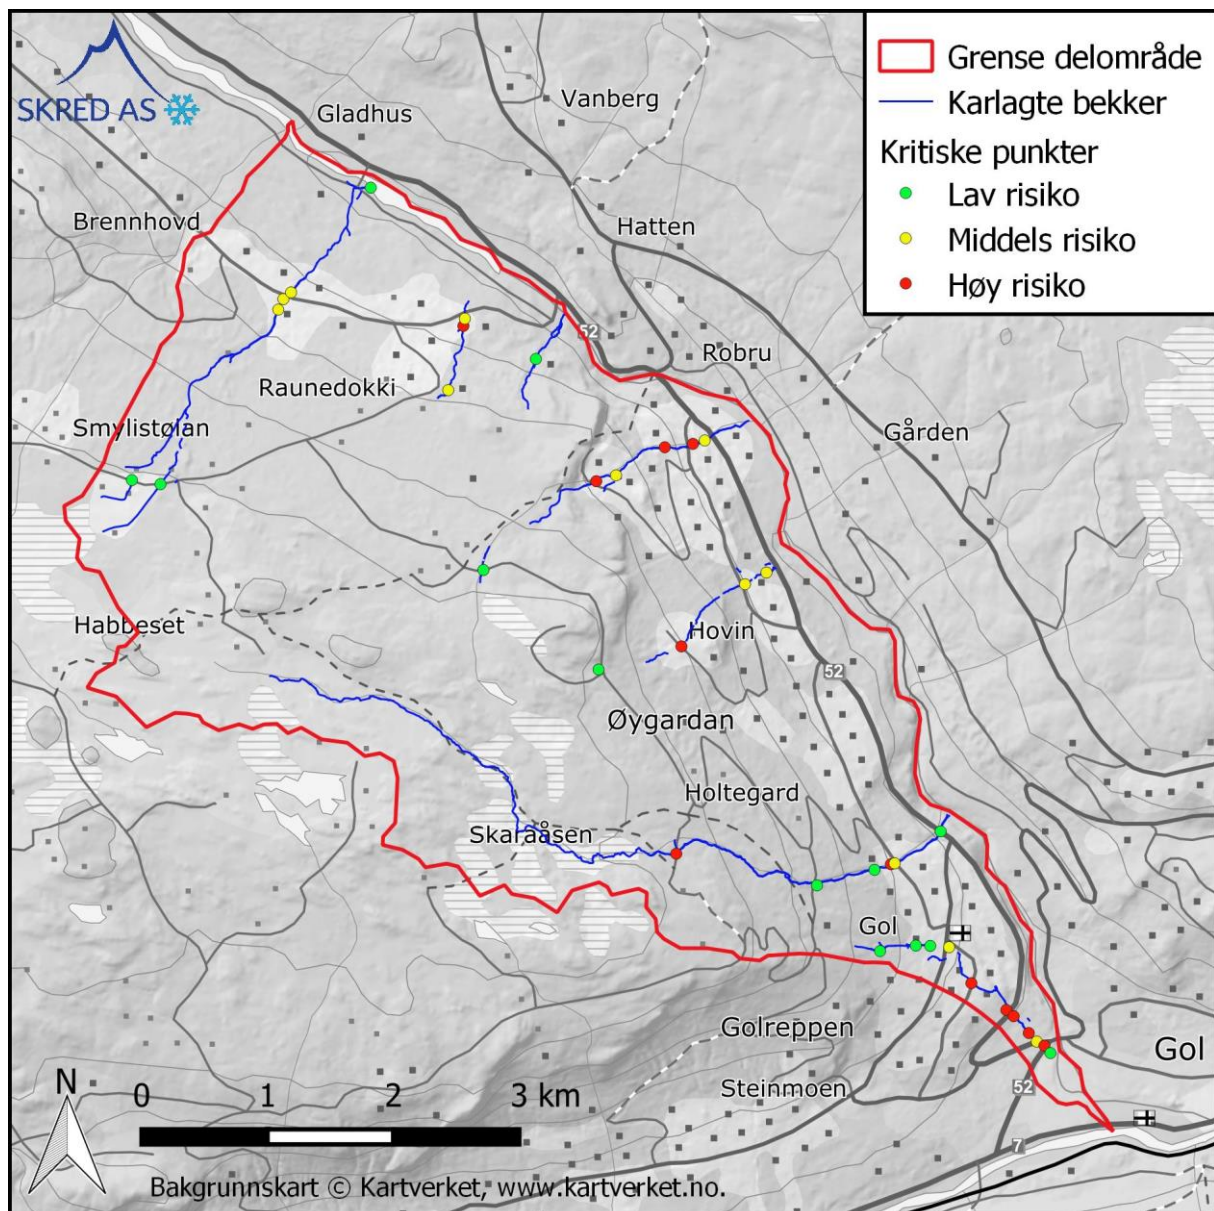 SKRED AS
Gladhus
Vanberg
Grense delområde
Karlagte bekker
Kritiske punkter
Lav risiko
Middels risiko
Høy risiko
Brennhovd
Hatten
52
Robru
Raunedokki
Smylistølan
Gården
Habbeset
Hovin
52
Øygardan
Holtegard
Skaraåsen
Gol
Golreppen
Gol
Steinmoen
52
7
N
0 1 2 3 km
Bakgrunnskart © Kartverket, www.kartverket.no.